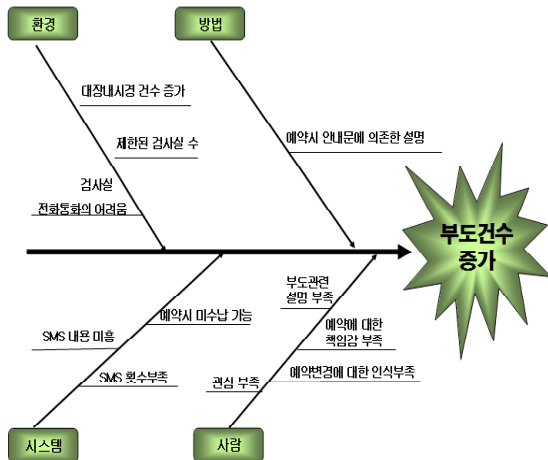 환경
방법
대장내시경 건수 증가
제한된 검사실 수
검사실
전화통화의 어려움
예약시 안내문에 의존한 설명
부도건수
증가
예약시 미수납 가능
SMS 내용 미흡
SMS 횟수부족
부도관련
설명 부족
예약에 대한
책임감 부족
예약변경에 대한 인식부족
관심 부족
시스템
사람